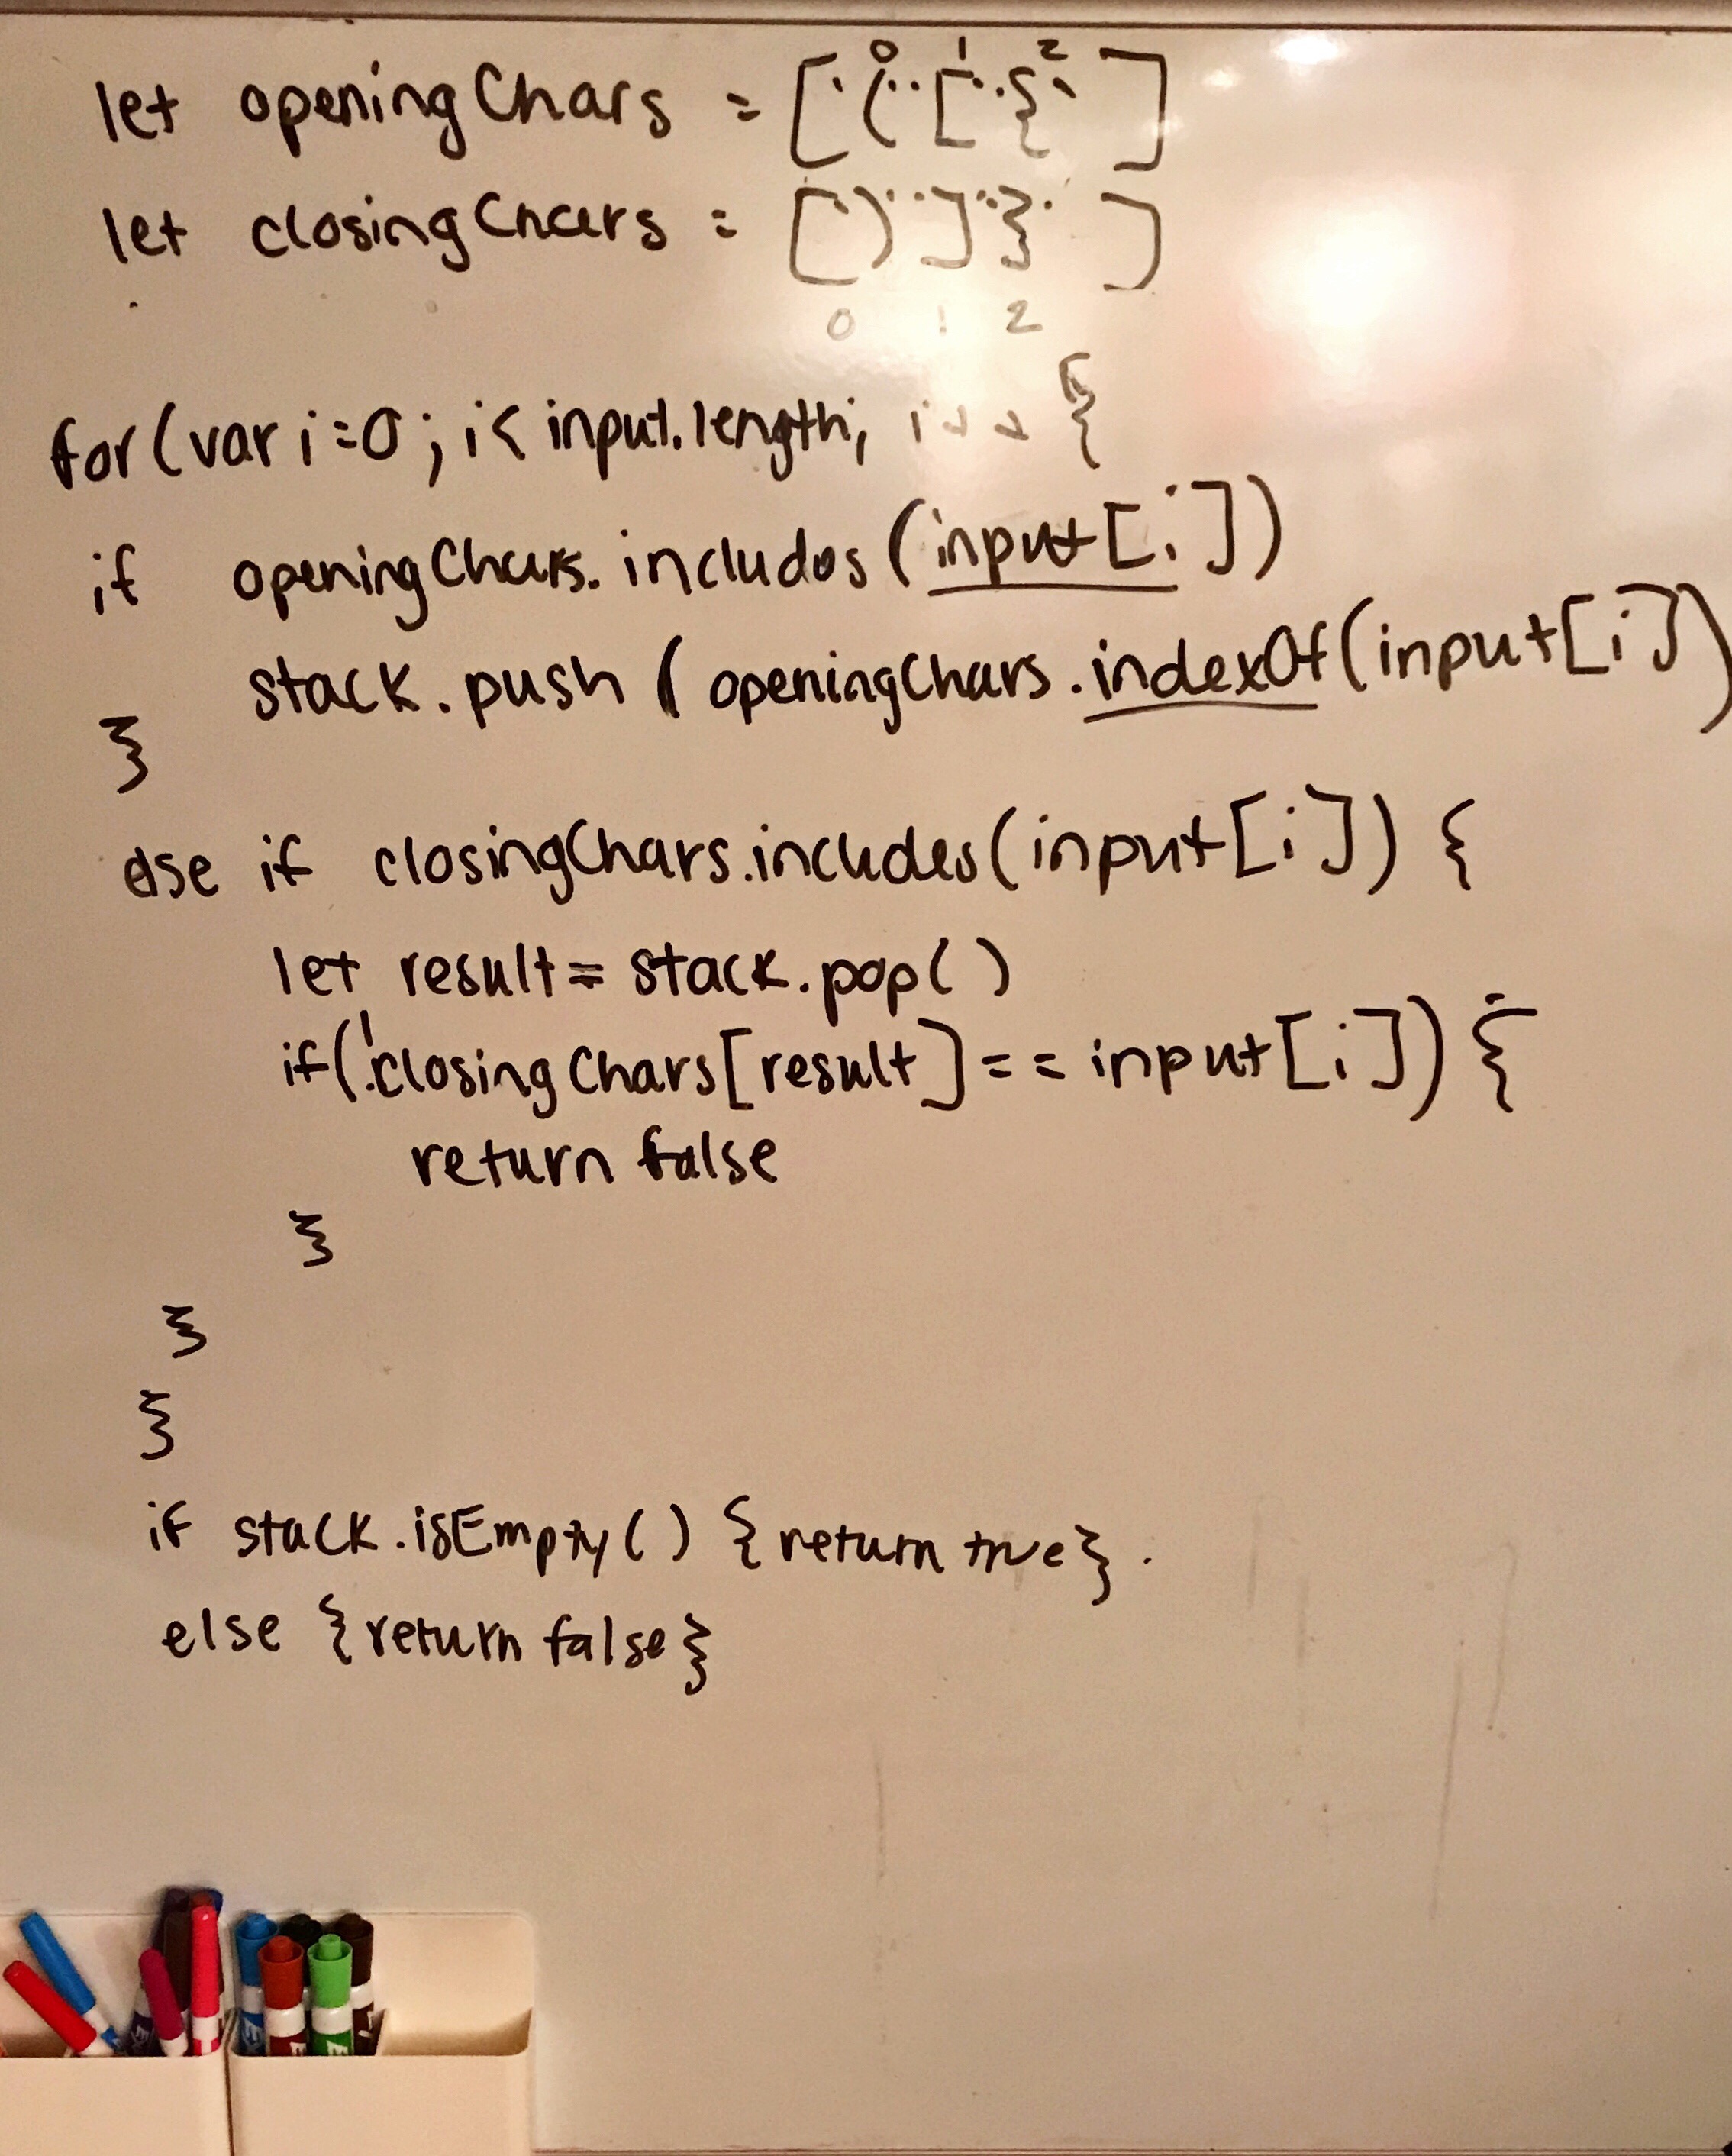 0 1 2
let openingChars = ['(' '[' '{' ]
let closingChars = [')' ']' '}' ]
0 1 2
for(var i=0; i< input.length; i++ {
if openingChars.includes (input[i])
stack.push ( openingChars.indexOf(input[i])
}
else if closingChars.includes(input[i]) {
let result = stack.pop()
if(!closingChars[result] == input[i]) {
return false
}
}
}
if stack.isEmpty() {return true}.
else {return false}